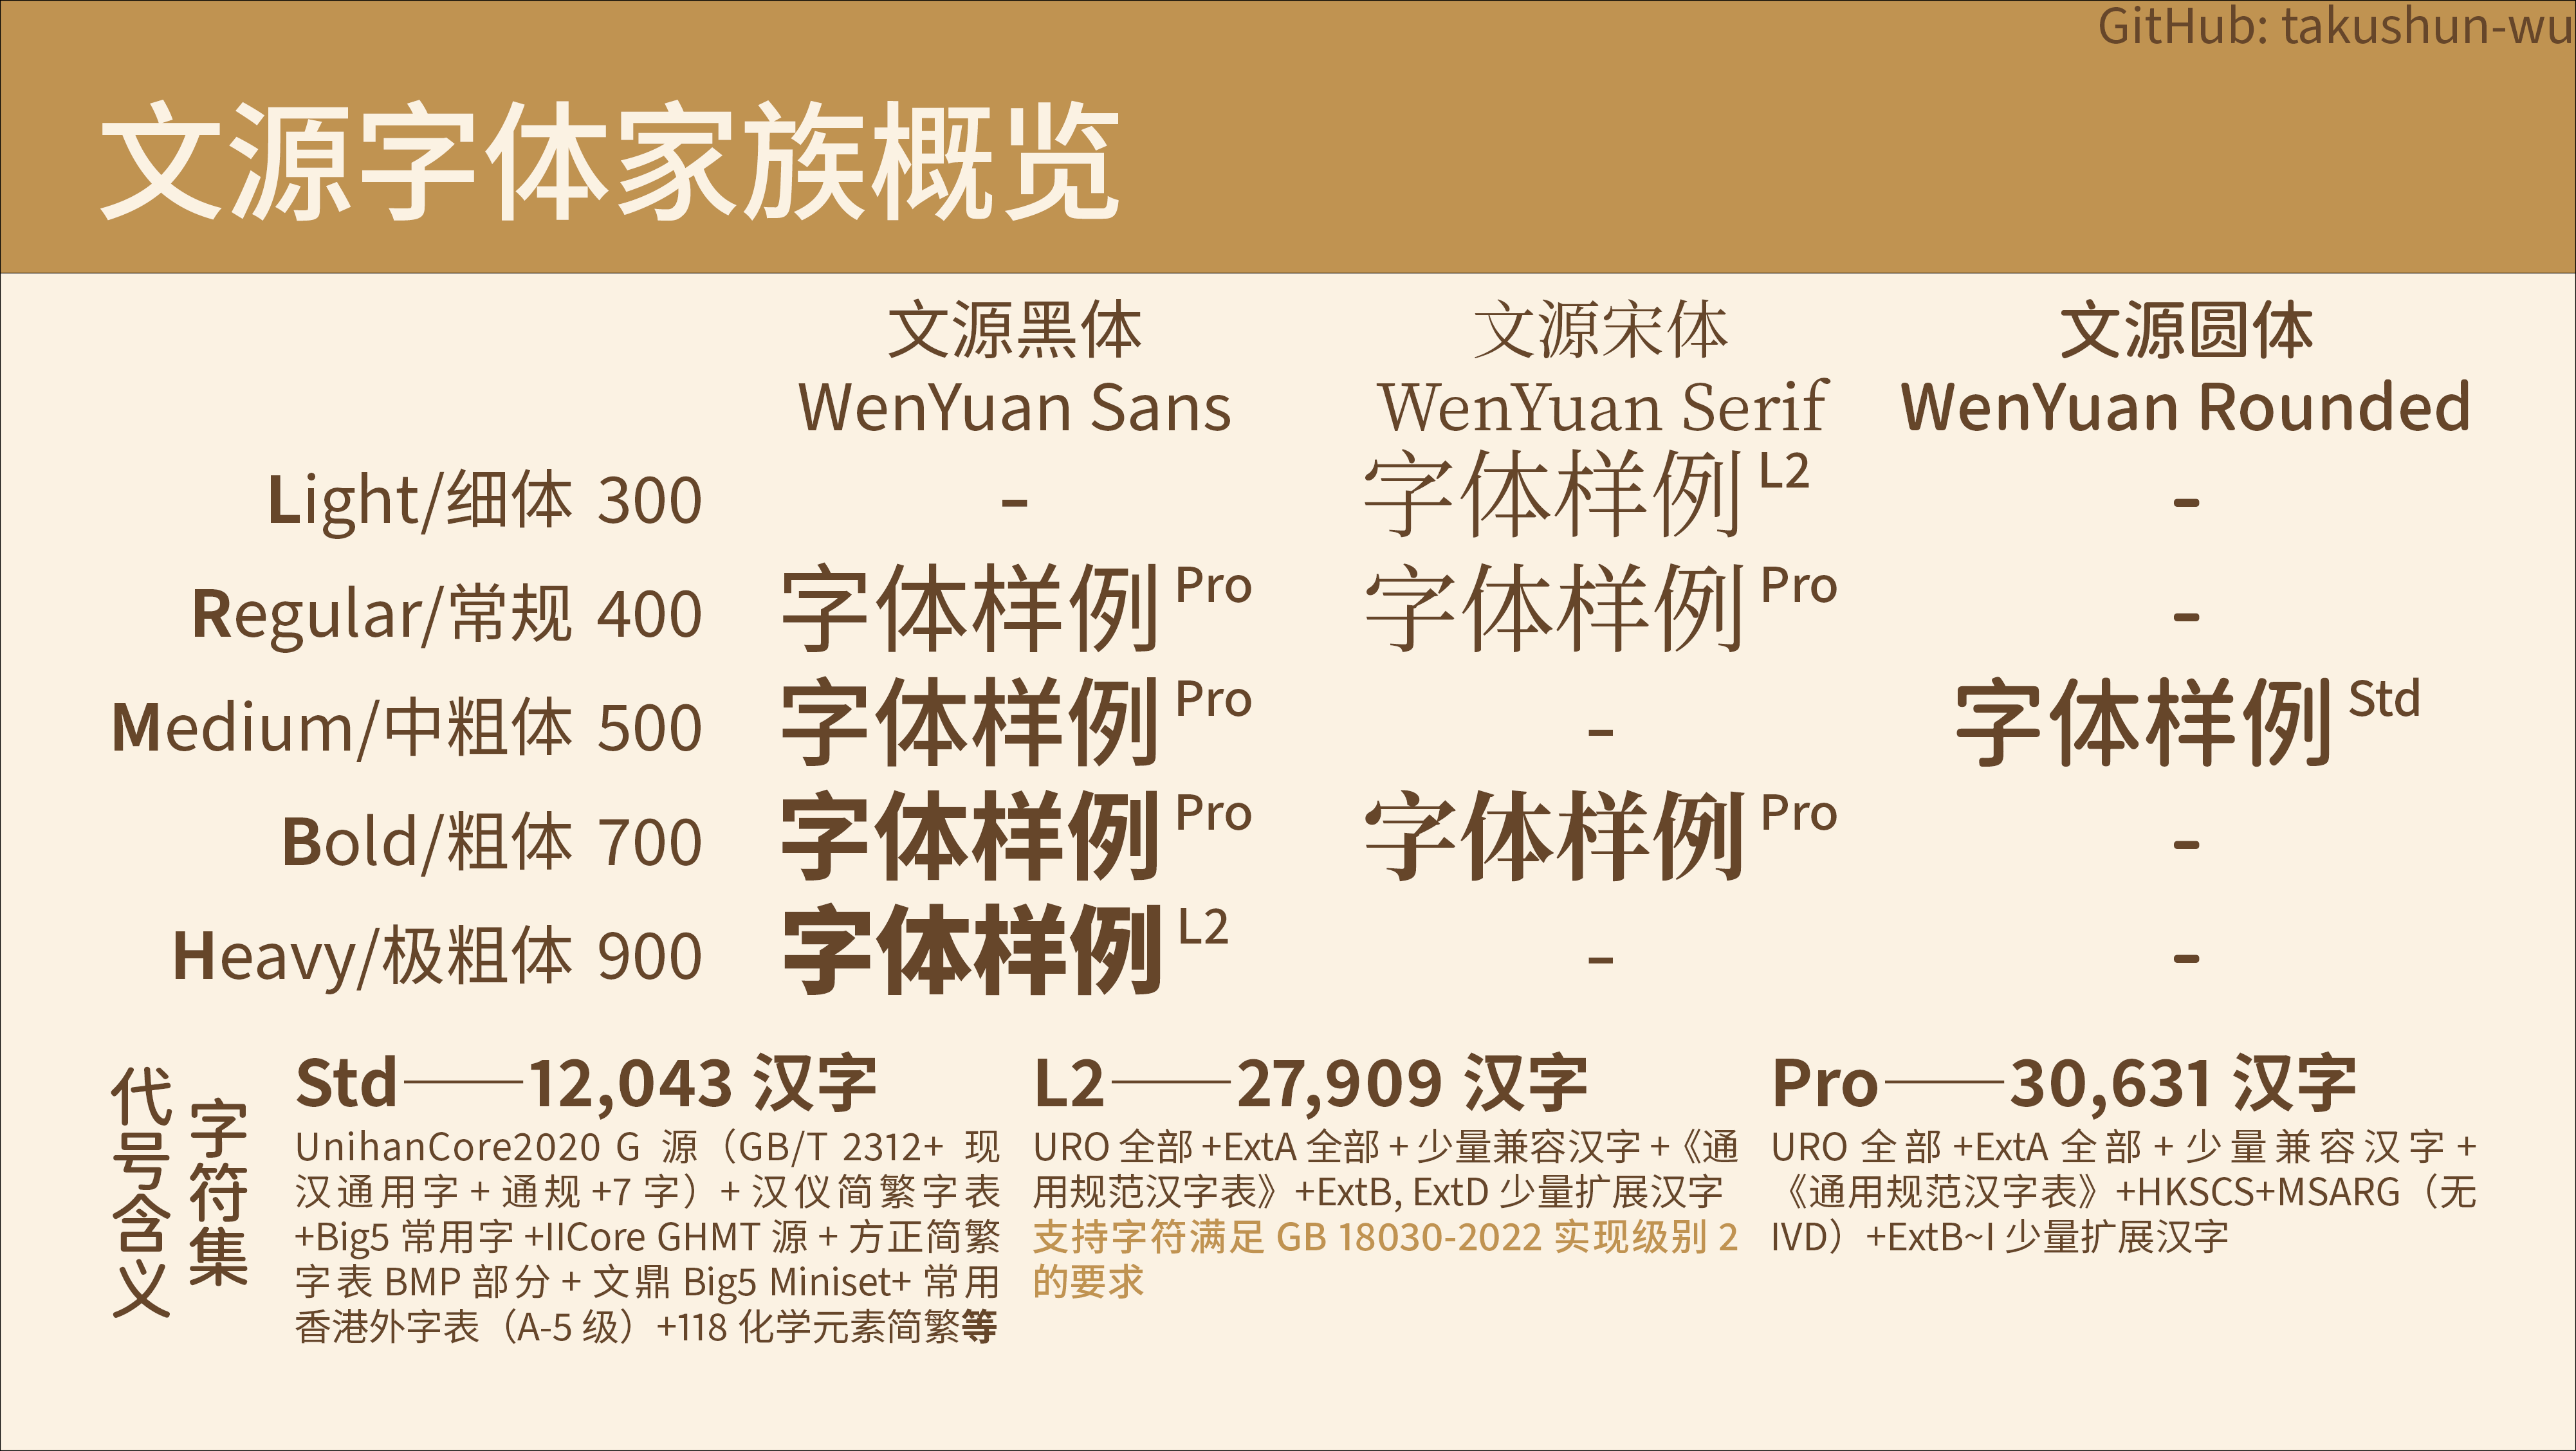 GitHub: takushun-wu
文源字体家族概览
文源黑体 文源宋体 文源圆体
WenYuan Sans WenYuan Serif WenYuan Rounded
Light/细体 300 - 字体样例 L2 -
Regular/常规 400 字体样例 Pro 字体样例 Pro -
Medium/中粗体 500 字体样例 Pro - 字体样例 Std
Bold/粗体 700 字体样例 Pro 字体样例 Pro -
Heavy/极粗体 900 字体样例 L2 - -
字符集
代号含义
Std——12,043 汉字
UnihanCore2020 G 源（GB/T 2312+ 现
汉通用字 + 通规 +7 字）+ 汉仪简繁字表
+Big5 常用字 +IICore GHMT 源 + 方正简繁
字表 BMP 部分 + 文鼎 Big5 Miniset+ 常用
香港外字表（A-5 级）+118 化学元素简繁等
L2——27,909 汉字
URO 全部 +ExtA 全部 + 少量兼容汉字 +《通
用规范汉字表》+ExtB, ExtD 少量扩展汉字
支持字符满足 GB 18030-2022 实现级别 2
的要求
Pro——30,631 汉字
URO 全部 +ExtA 全部 + 少量兼容汉字 +
《通用规范汉字表》+HKSCS+MSARG（无
IVD）+ExtB~I 少量扩展汉字